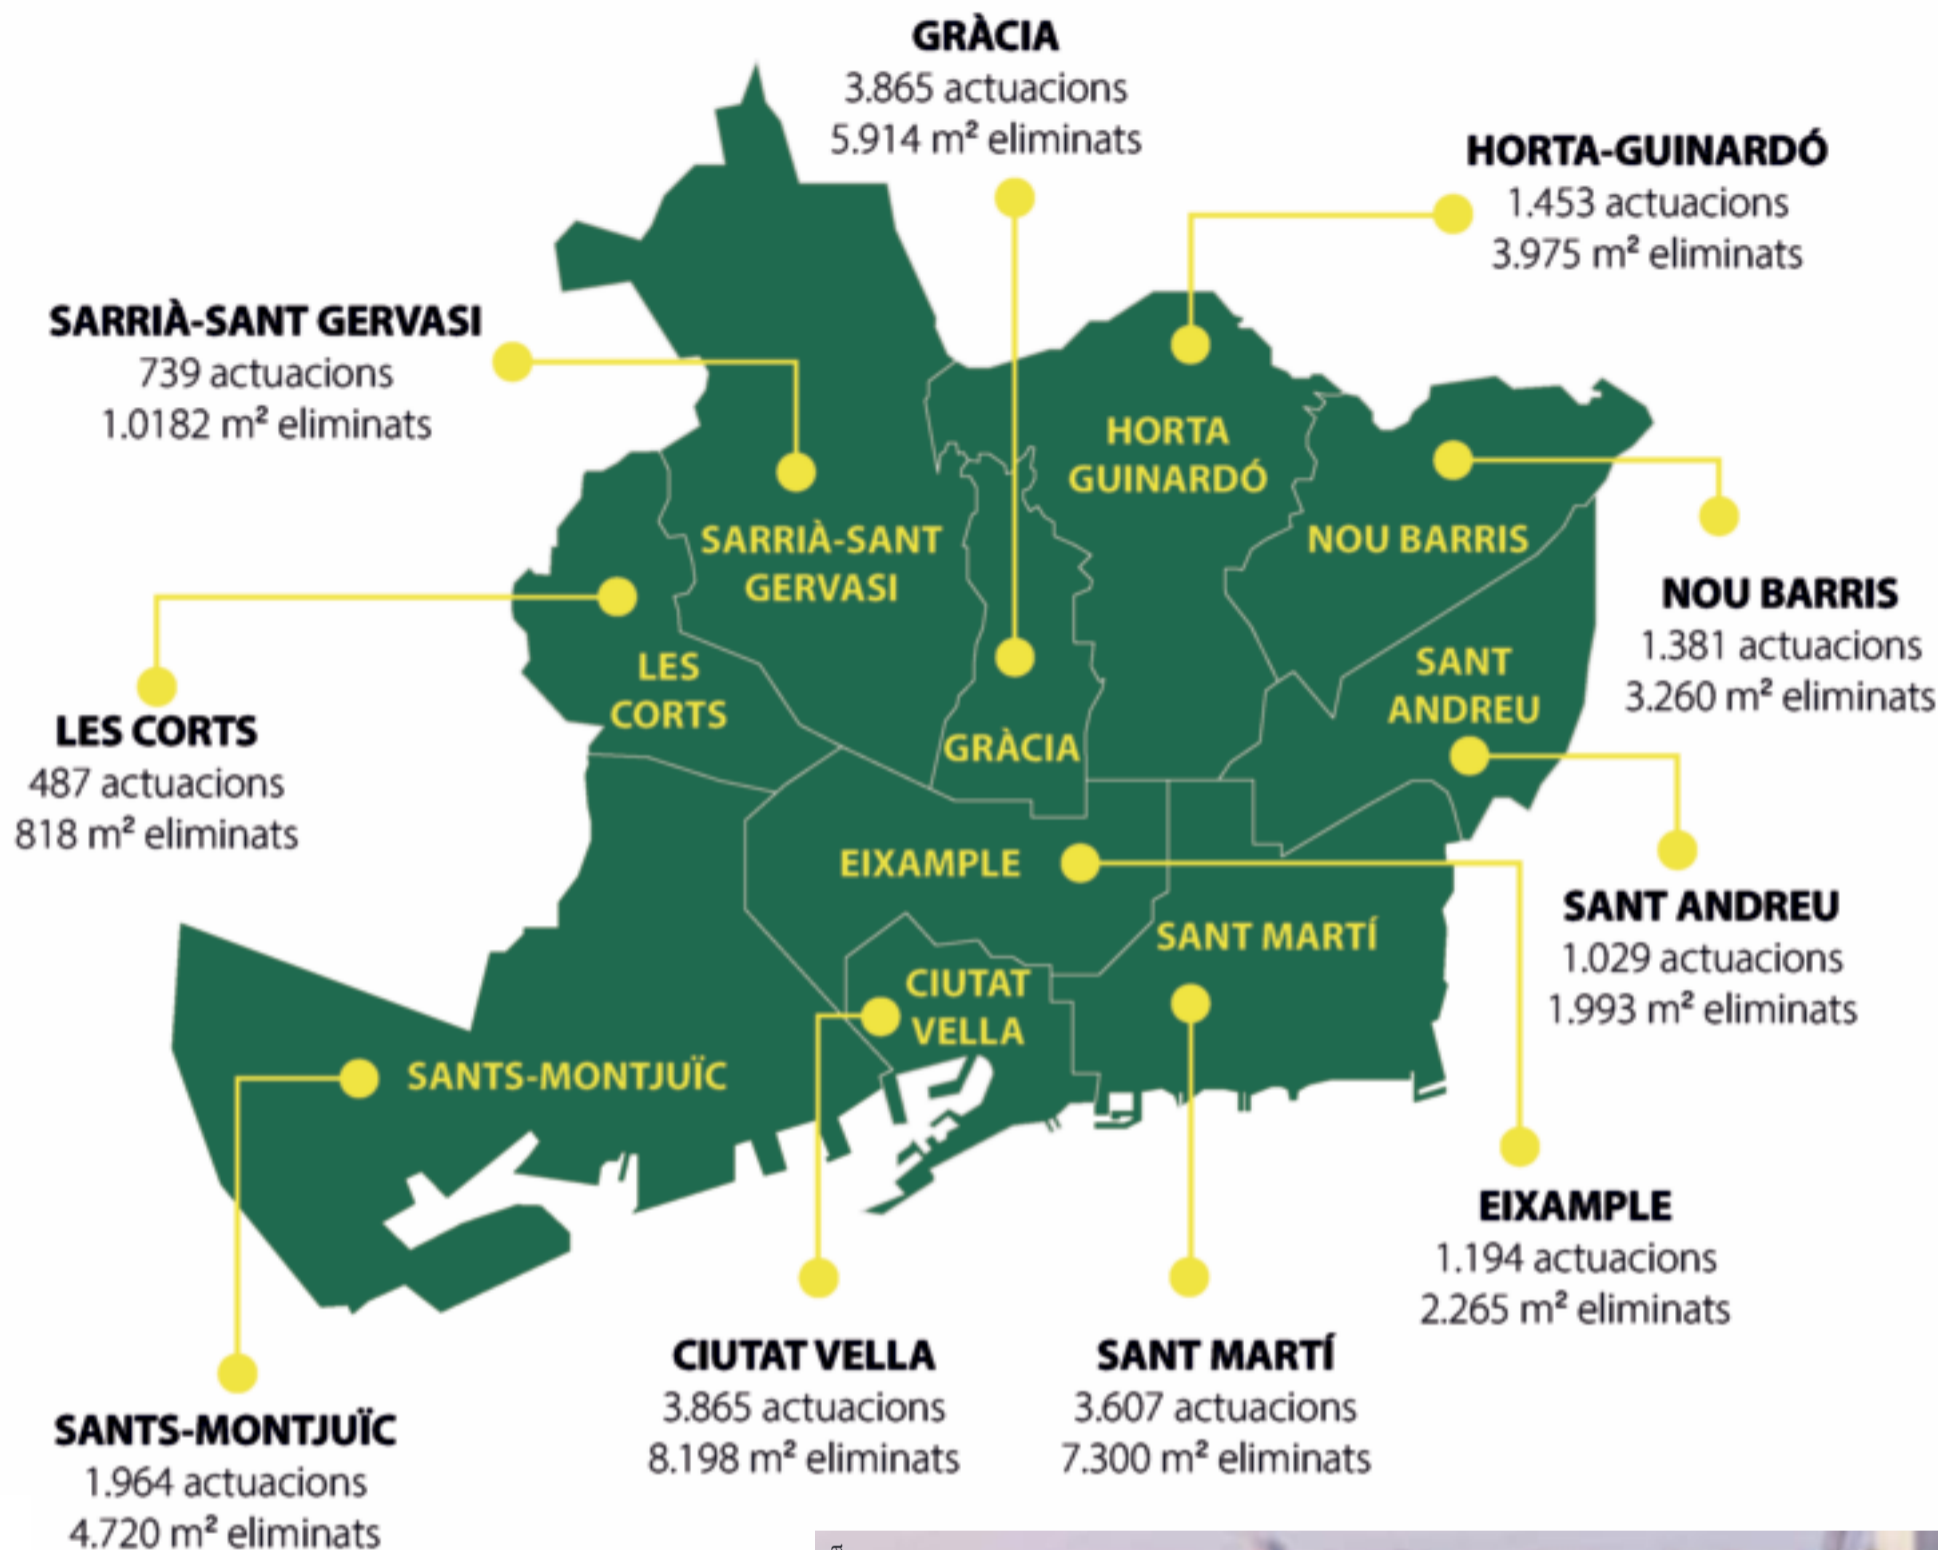 GRÀCIA
3.865 actuacions
5.914 m² eliminats
HORTA-GUINARDÓ
1.453 actuacions
3.975 m² eliminats
SARRIÀ-SANT GERVASI
739 actuacions
1.0182 m² eliminats
HORTA
GUINARDÓ
SARRIÀ-SANT
GERVASI
NOU BARRIS
NOU BARRIS
1.381 actuacions
3.260 m² eliminats
LES
CORTS
SANT
ANDREU
GRÀCIA
LES CORTS
487 actuacions
818 m² eliminats
EIXAMPLE
SANT MARTÍ
SANT ANDREU
1.029 actuacions
1.993 m² eliminats
CIUTAT
VELLA
SANTS-MONTJUÏC
EIXAMPLE
1.194 actuacions
2.265 m² eliminats
CIUTAT VELLA
3.865 actuacions
8.198 m² eliminats
SANT MARTÍ
3.607 actuacions
7.300 m² eliminats
SANTS-MONTJUÏC
1.964 actuacions
4.720 m² eliminats